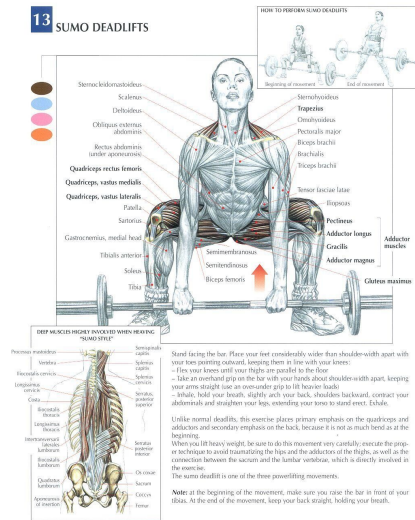 13 SUMO DEADLIFTS
HOW TO PERFORM SUMO DEADLIFTS
Beginning of movement
End of movement
Sternocleidomastoideus
Scalenus
Deltoideus
Obliquus externus
abdominis
Rectus abdominis
(under aponeurosis)
Quadriceps rectus femoris
Quadriceps, vastus medialis
Quadriceps, vastus lateralis
Patella
Sartorius
Gastrocnemius, medial head
Tibialis anterior
Soleus
Tibia
Sternohyoideus
Trapezius
Omohyoideus
Pectoralis major
Biceps brachii
Brachialis
Triceps brachii
Tensor fasciae latae
Iliopsoas
Pectineus
Adductor longus
Gracilis
Adductor magnus
Adductor
muscles
Gluteus maximus
Semimembranosus
Semitendinosus
Biceps femoris
DEEP MUSCLES HIGHLY INVOLVED WHEN HEAVING
"SUMO STYLE"
Processus mastoideus
Vertebra
Iliocostalis cervicis
Longissimus
cervicis
Costa
Iliocostalis
thoracis
Longissimus
thoracis
Intertransversarii
laterales
lumborum
Iliocostalis
lumborum
Quadratus
lumborum
Aponeurosis
of insertion
Semispinalis
capitis
Splenius
capitis
Splenius
cervicis
Serratus
posterior
superior
Serratus
posterior
inferior
Os coxae
Sacrum
Coccyx
Femur
Stand facing the bar. Place your feet considerably wider than shoulder-width apart with
your toes pointing outward, keeping them in line with your knees:
– Flex your knees until your thighs are parallel to the floor.
– Take an overhand grip on the bar with your hands about shoulder-width apart, keeping
your arms straight (use an over-under grip to lift heavier loads)
– Inhale, hold your breath, slightly arch your back, shoulders backward, contract your
abdominals and straighten your legs, extending your torso to stand erect. Exhale.
Unlike normal deadlifts, this exercise places primary emphasis on the quadriceps and
adductors and secondary emphasis on the back, because it is not as much bend as at the
beginning.
When you lift heavy weight, be sure to do this movement very carefully; execute the prop-
er technique to avoid traumatizing the hips and the adductors of the thighs, as well as the
connection between the sacrum and the lumbar vertebrae, which is directly involved in
the exercise.
The sumo deadlift is one of the three powerlifting movements.
Note: at the beginning of the movement, make sure you raise the bar in front of your
tibias. At the end of the movement, keep your back straight, holding your breath.